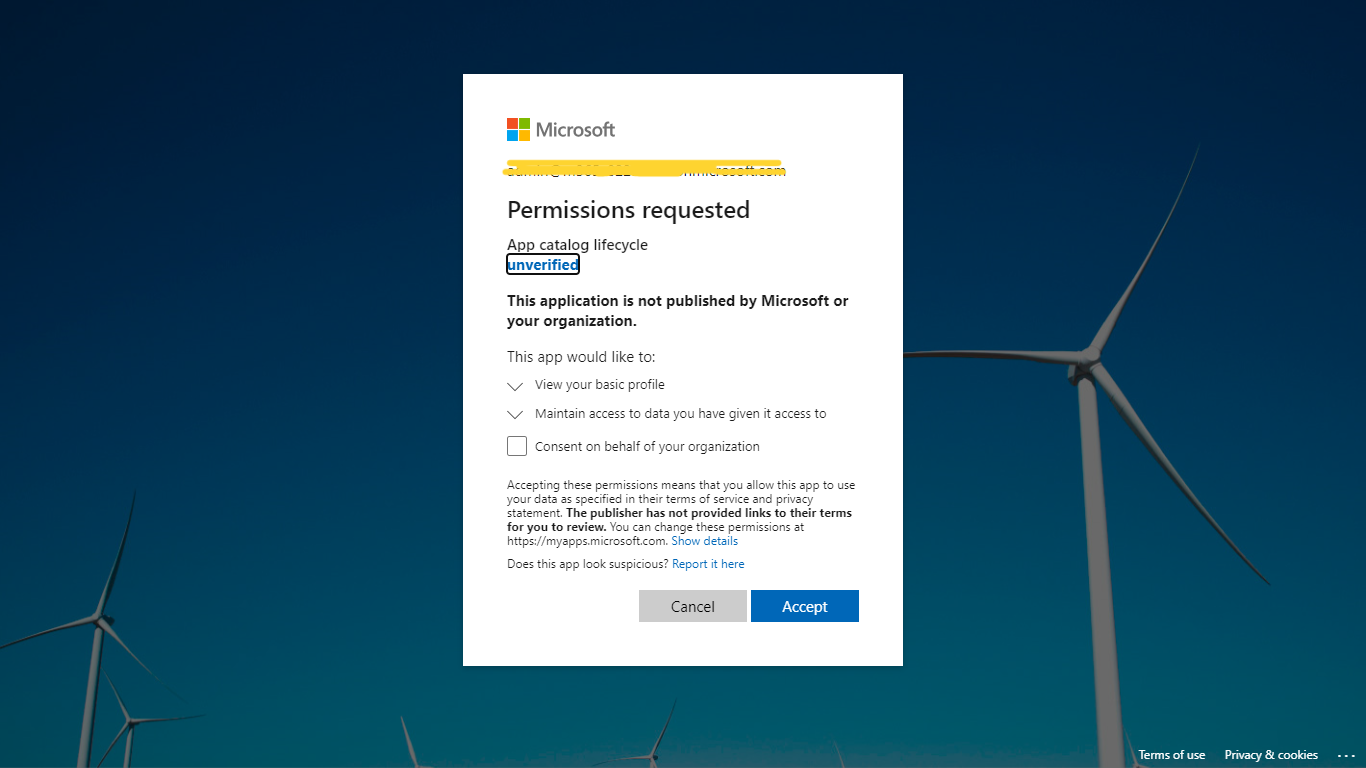 Microsoft
Permissions requested
App catalog lifecycle
unverified
This application is not published by Microsoft or
your organization.
This app would like to:
View your basic profile
Maintain access to data you have given it access to
Consent on behalf of your organization
Accepting these permissions means that you allow this app to use
your data as specified in their terms of service and privacy
statement. The publisher has not provided links to their terms
for you to review. You can change these permissions at
https://myapps.microsoft.com. Show details
Does this app look suspicious? Report it here
Cancel Accept
Terms of use Privacy & cookies ...